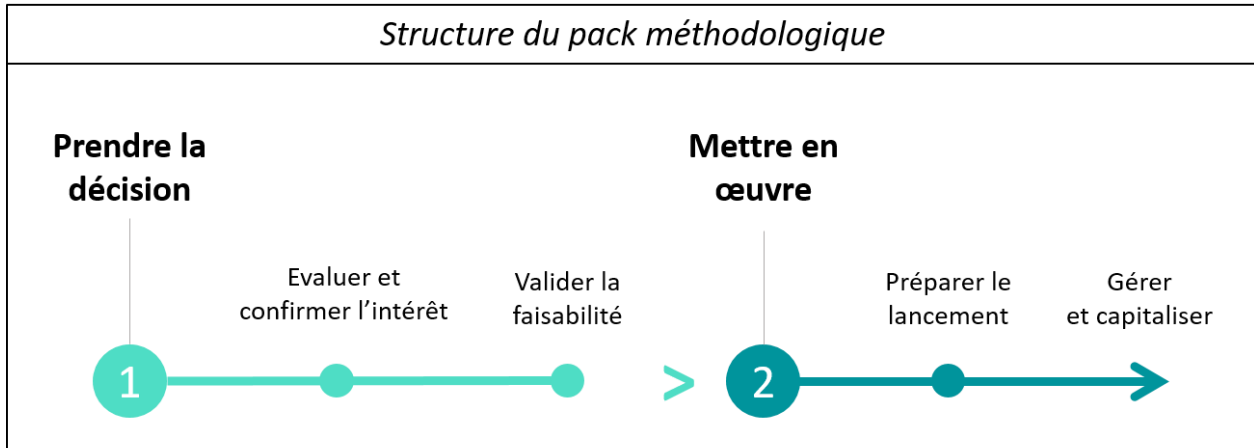 Structure du pack méthodologique
Prendre la
décision
Mettre en
œuvre
Evaluer et
confirmer l’intérêt
Valider la
faisabilité
Préparer le
lancement
Gérer
et capitaliser
1
>
2